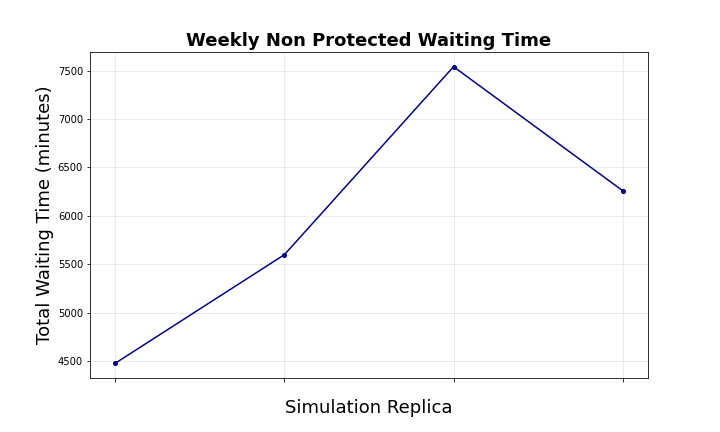 Weekly Non Protected Waiting Time
Total Waiting Time (minutes)
7500
7000
6500
6000
5500
5000
4500
Simulation Replica